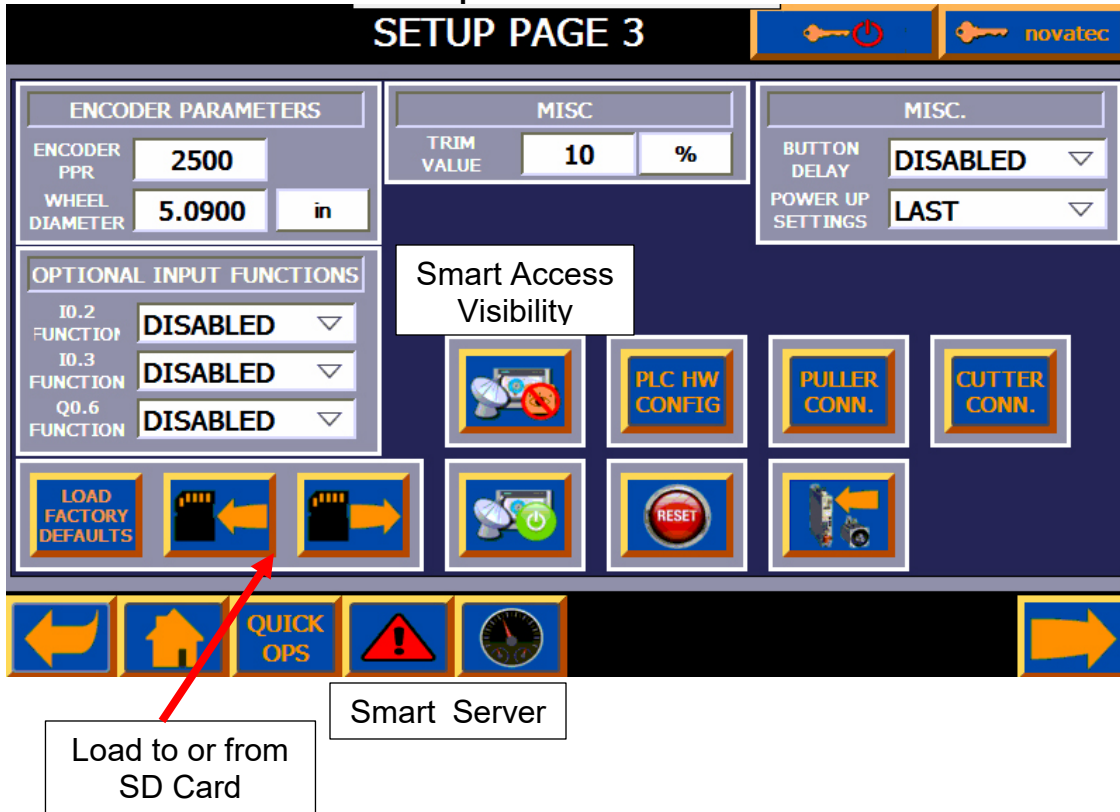 SETUP PAGE 3
novatec
ENCODER PARAMETERS
ENCODER
PPR
2500
WHEEL
DIAMETER
5.0900
in
MISC
TRIM
VALUE
10
%
MISC.
BUTTON
DELAY
DISABLED
POWER UP
SETTINGS
LAST
OPTIONAL INPUT FUNCTIONS
I0.2
FUNCTION
DISABLED
I0.3
FUNCTION
DISABLED
Q0.6
FUNCTION
DISABLED
Smart Access
Visibility
PLC HW
CONFIG
PULLER
CONN.
CUTTER
CONN.
LOAD
FACTORY
DEFAULTS
RESET
QUICK
OPS
Smart Server
Load to or from
SD Card